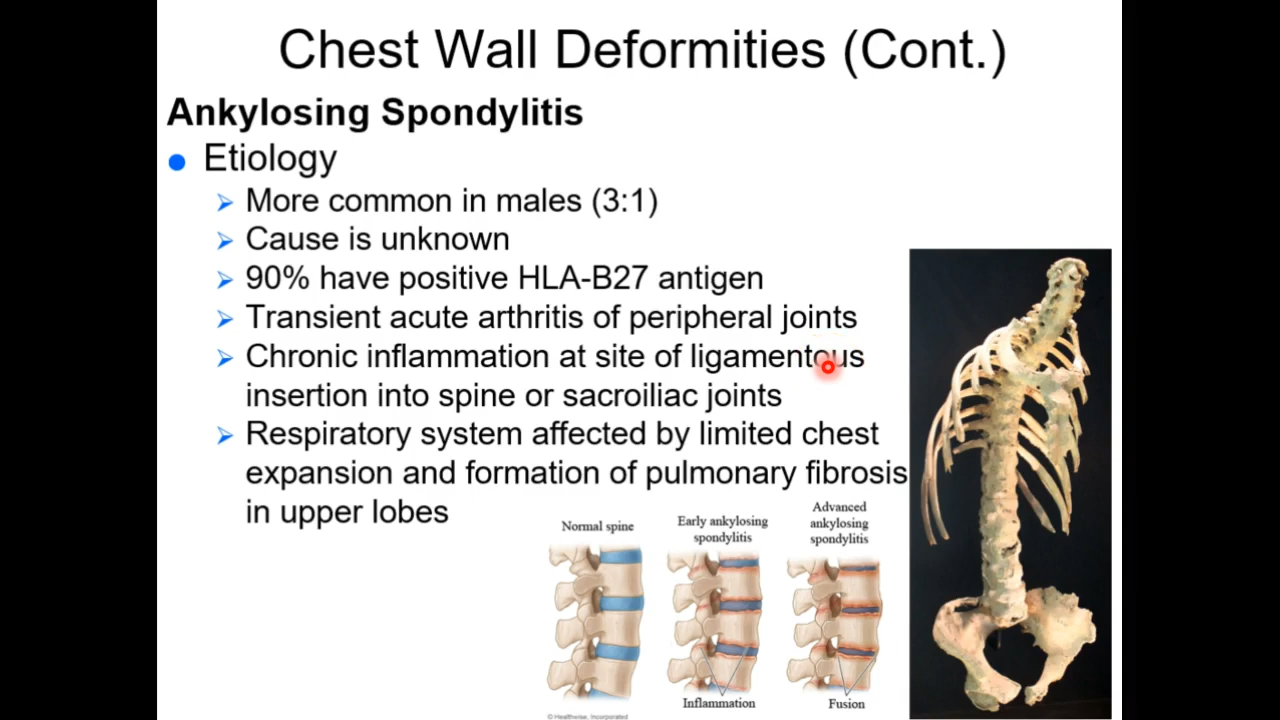 Chest Wall Deformities (Cont.)
Ankylosing Spondylitis
Etiology
More common in males (3:1)
Cause is unknown
90% have positive HLA-B27 antigen
Transient acute arthritis of peripheral joints
Chronic inflammation at site of ligamentous
insertion into spine or sacroiliac joints
Respiratory system affected by limited chest
expansion and formation of pulmonary fibrosis
in upper lobes
Normal spine
Early ankylosing
spondylitis
Advanced
ankylosing
spondylitis
Inflammation
Fusion
© Healthwise, Incorporated